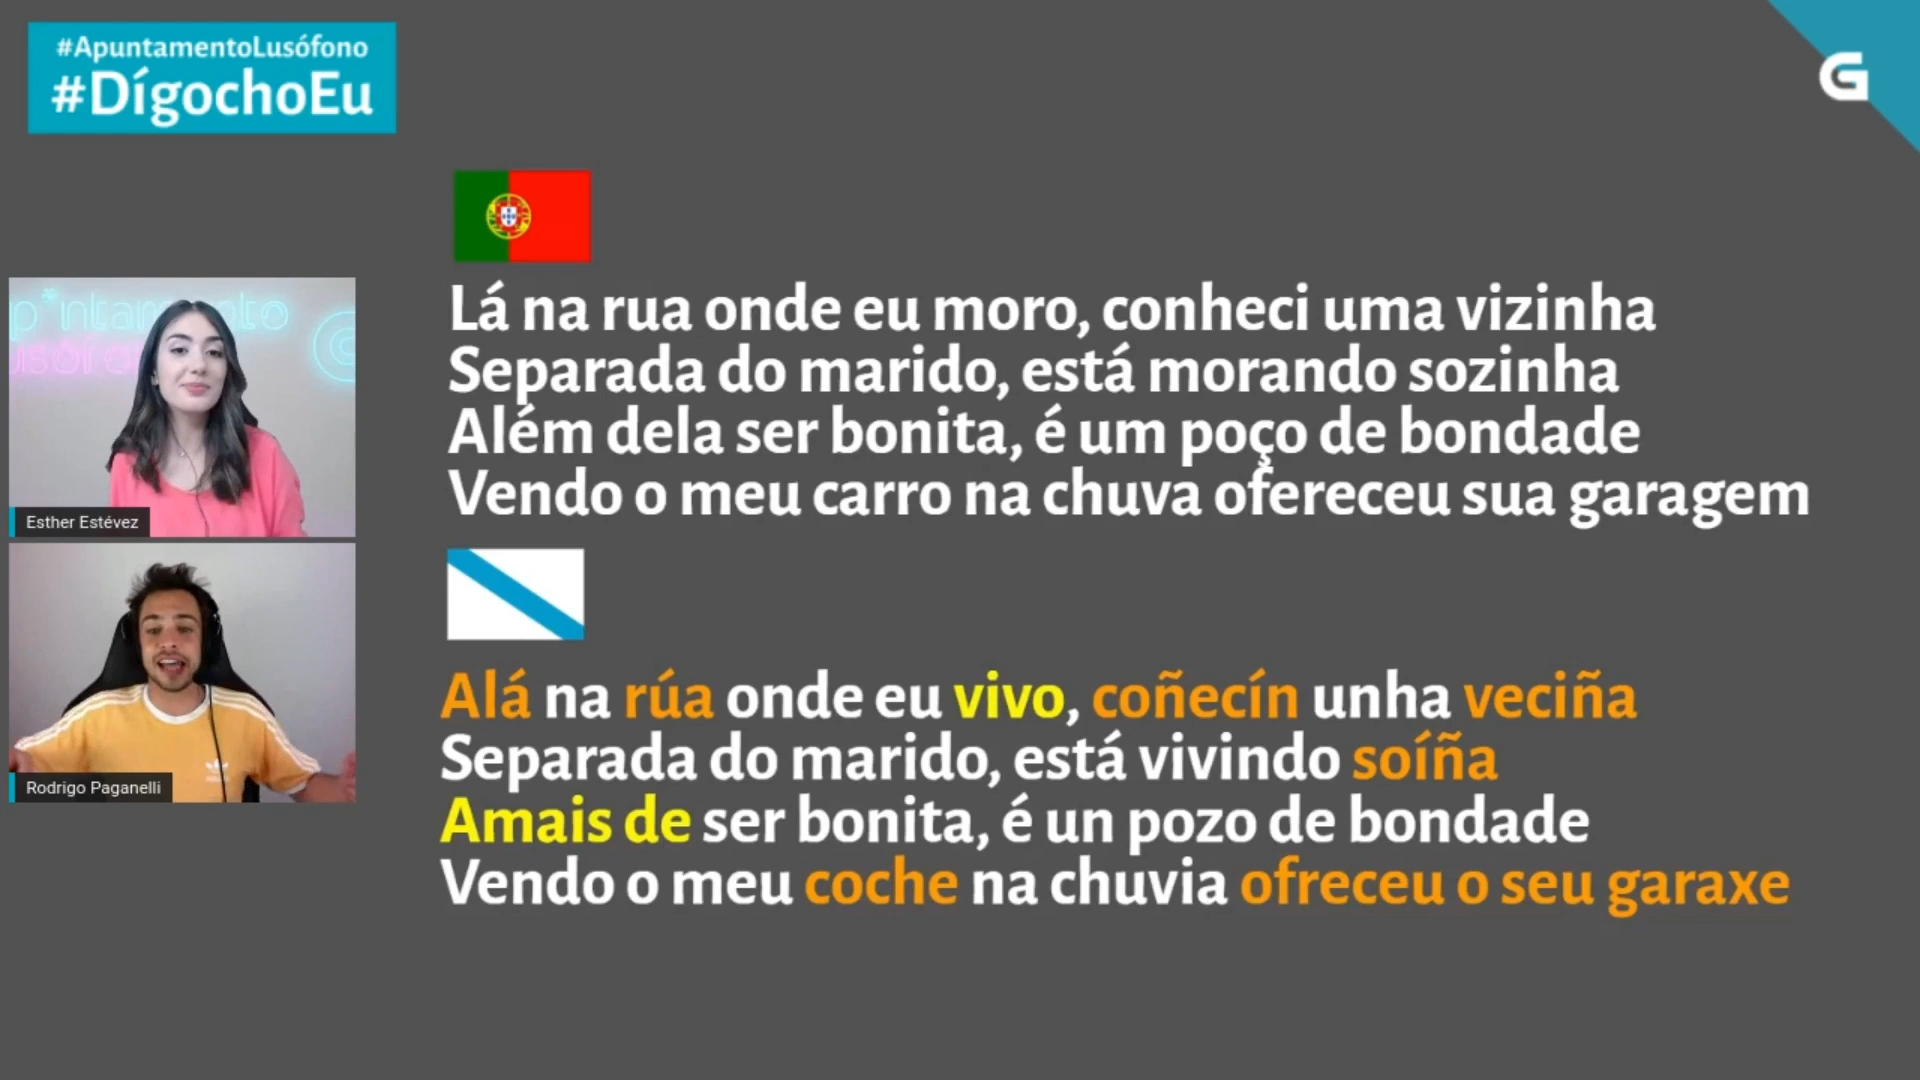 #ApuntamentoLusófono
#DígochoEu
G
Lá na rua onde eu moro, conheci uma vizinha
Separada do marido, está morando sozinha
Além dela ser bonita, é um poço de bondade
Vendo o meu carro na chuva ofereceu sua garagem
Esther Estévez
Rodrigo Paganelli
Alá na rúa onde eu vivo, coñecín unha veciña
Separada do marido, está vivindo soíña
Amais de ser bonita, é un pozo de bondade
Vendo o meu coche na chuvia ofreceu o seu garaxe